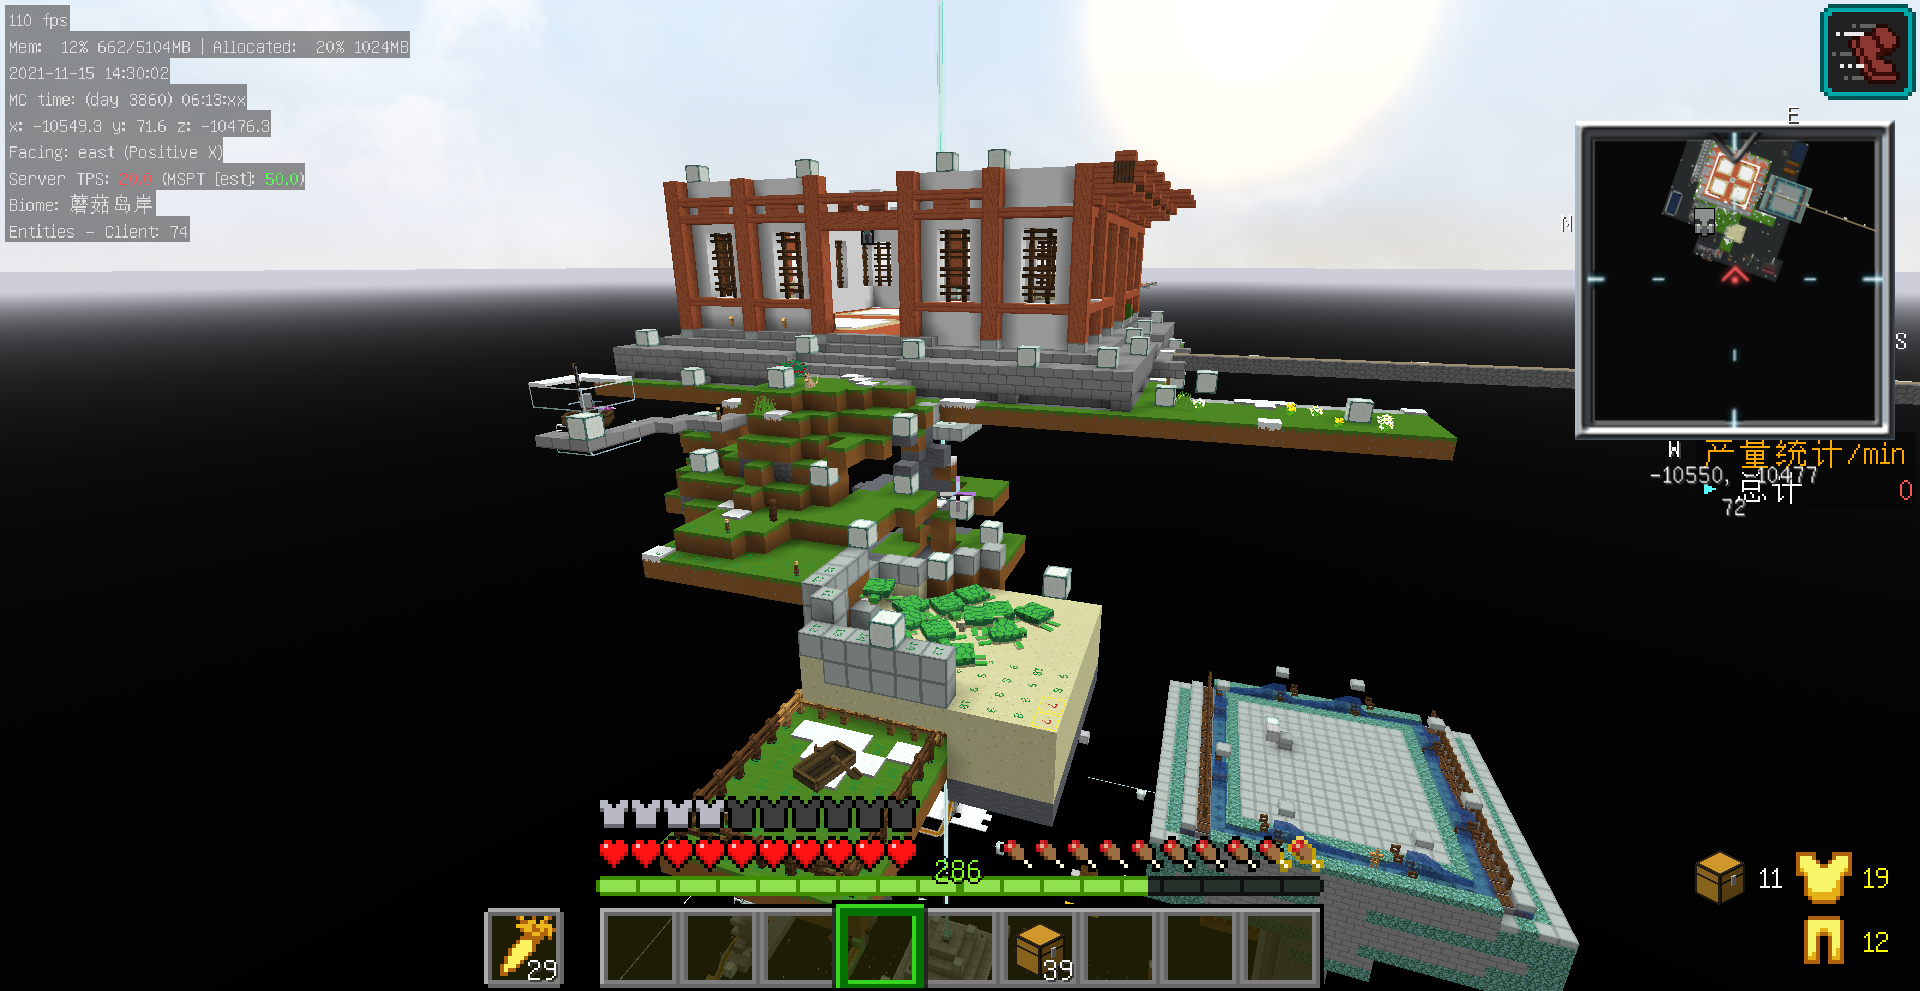 110 fps
Mem: 12% 662/5104MB | Allocated: 20% 1024MB
2021-11-15 14:30:02
MC time: (day 3860) 06:13:xx
x: -10549.3 y: 71.6 z: -10476.3
Facing: east (Positive X)
Server TPS: 20.0 (MSPT [est]: 50.0)
Biome: 蘑菇岛岸
Entities - Client: 74
E
N
S
W
产量统计/min
-10550, -10477
总计 0
72
286
11 19
12
29
39